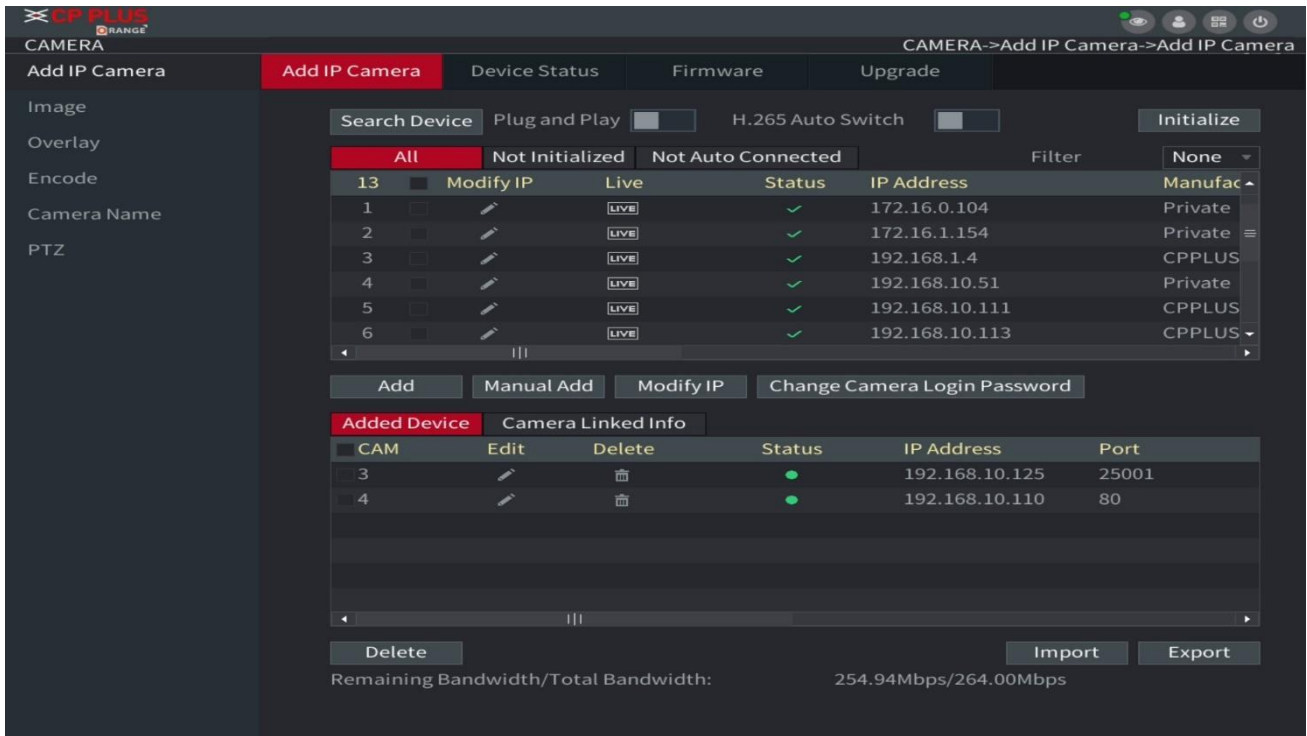 CP PLUS
ORANGE
CAMERA CAMERA->Add IP Camera->Add IP Camera
Add IP Camera Add IP Camera Device Status Firmware Upgrade
Image
Overlay
Encode
Camera Name
PTZ
Search Device Plug and Play H.265 Auto Switch Initialize
All Not Initialized Not Auto Connected Filter None
13 Modify IP Live Status IP Address Manufac
1 LIVE 172.16.0.104 Private
2 LIVE 172.16.1.154 Private
3 LIVE 192.168.1.4 CPPLUS
4 LIVE 192.168.10.51 Private
5 LIVE 192.168.10.111 CPPLUS
6 LIVE 192.168.10.113 CPPLUS
Add Manual Add Modify IP Change Camera Login Password
Added Device Camera Linked Info
CAM Edit Delete Status IP Address Port
3 192.168.10.125 25001
4 192.168.10.110 80
Delete Import Export
Remaining Bandwidth/Total Bandwidth: 254.94Mbps/264.00Mbps